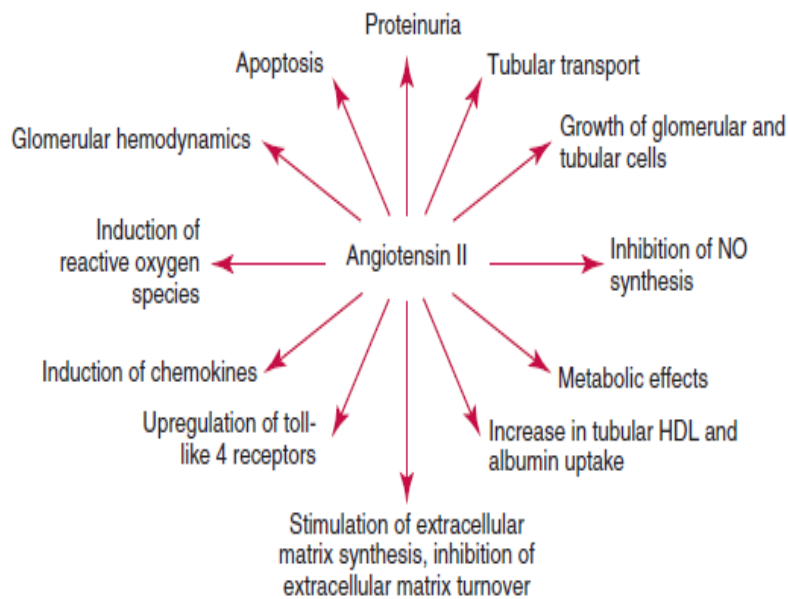 Proteinuria
Apoptosis
Tubular transport
Glomerular hemodynamics
Growth of glomerular and
tubular cells
Induction of
reactive oxygen
species
Angiotensin II
Inhibition of NO
synthesis
Induction of chemokines
Metabolic effects
Upregulation of toll-
like 4 receptors
Increase in tubular HDL and
albumin uptake
Stimulation of extracellular
matrix synthesis, inhibition of
extracellular matrix turnover